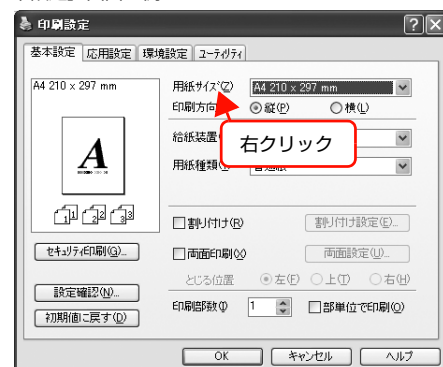 印刷設定
基本設定 応用設定 環境設定 ユーティリティ
A4 210 x 297 mm
用紙サイズ(Z) A4 210 x 297 mm
印刷方向 縦(P) 横(L)
給紙装置
右クリック
用紙種類
A
1 1 2 2 3 3
割り付け(R) 割り付け設定(E)...
セキュリティ印刷(G)... 両面印刷(X) 両面設定(U)...
とじる位置 左(F) 上(T) 右(H)
設定確認(N)...
印刷部数(I) 1 部単位で印刷(O)
初期値に戻す(D)
OK キャンセル ヘルプ